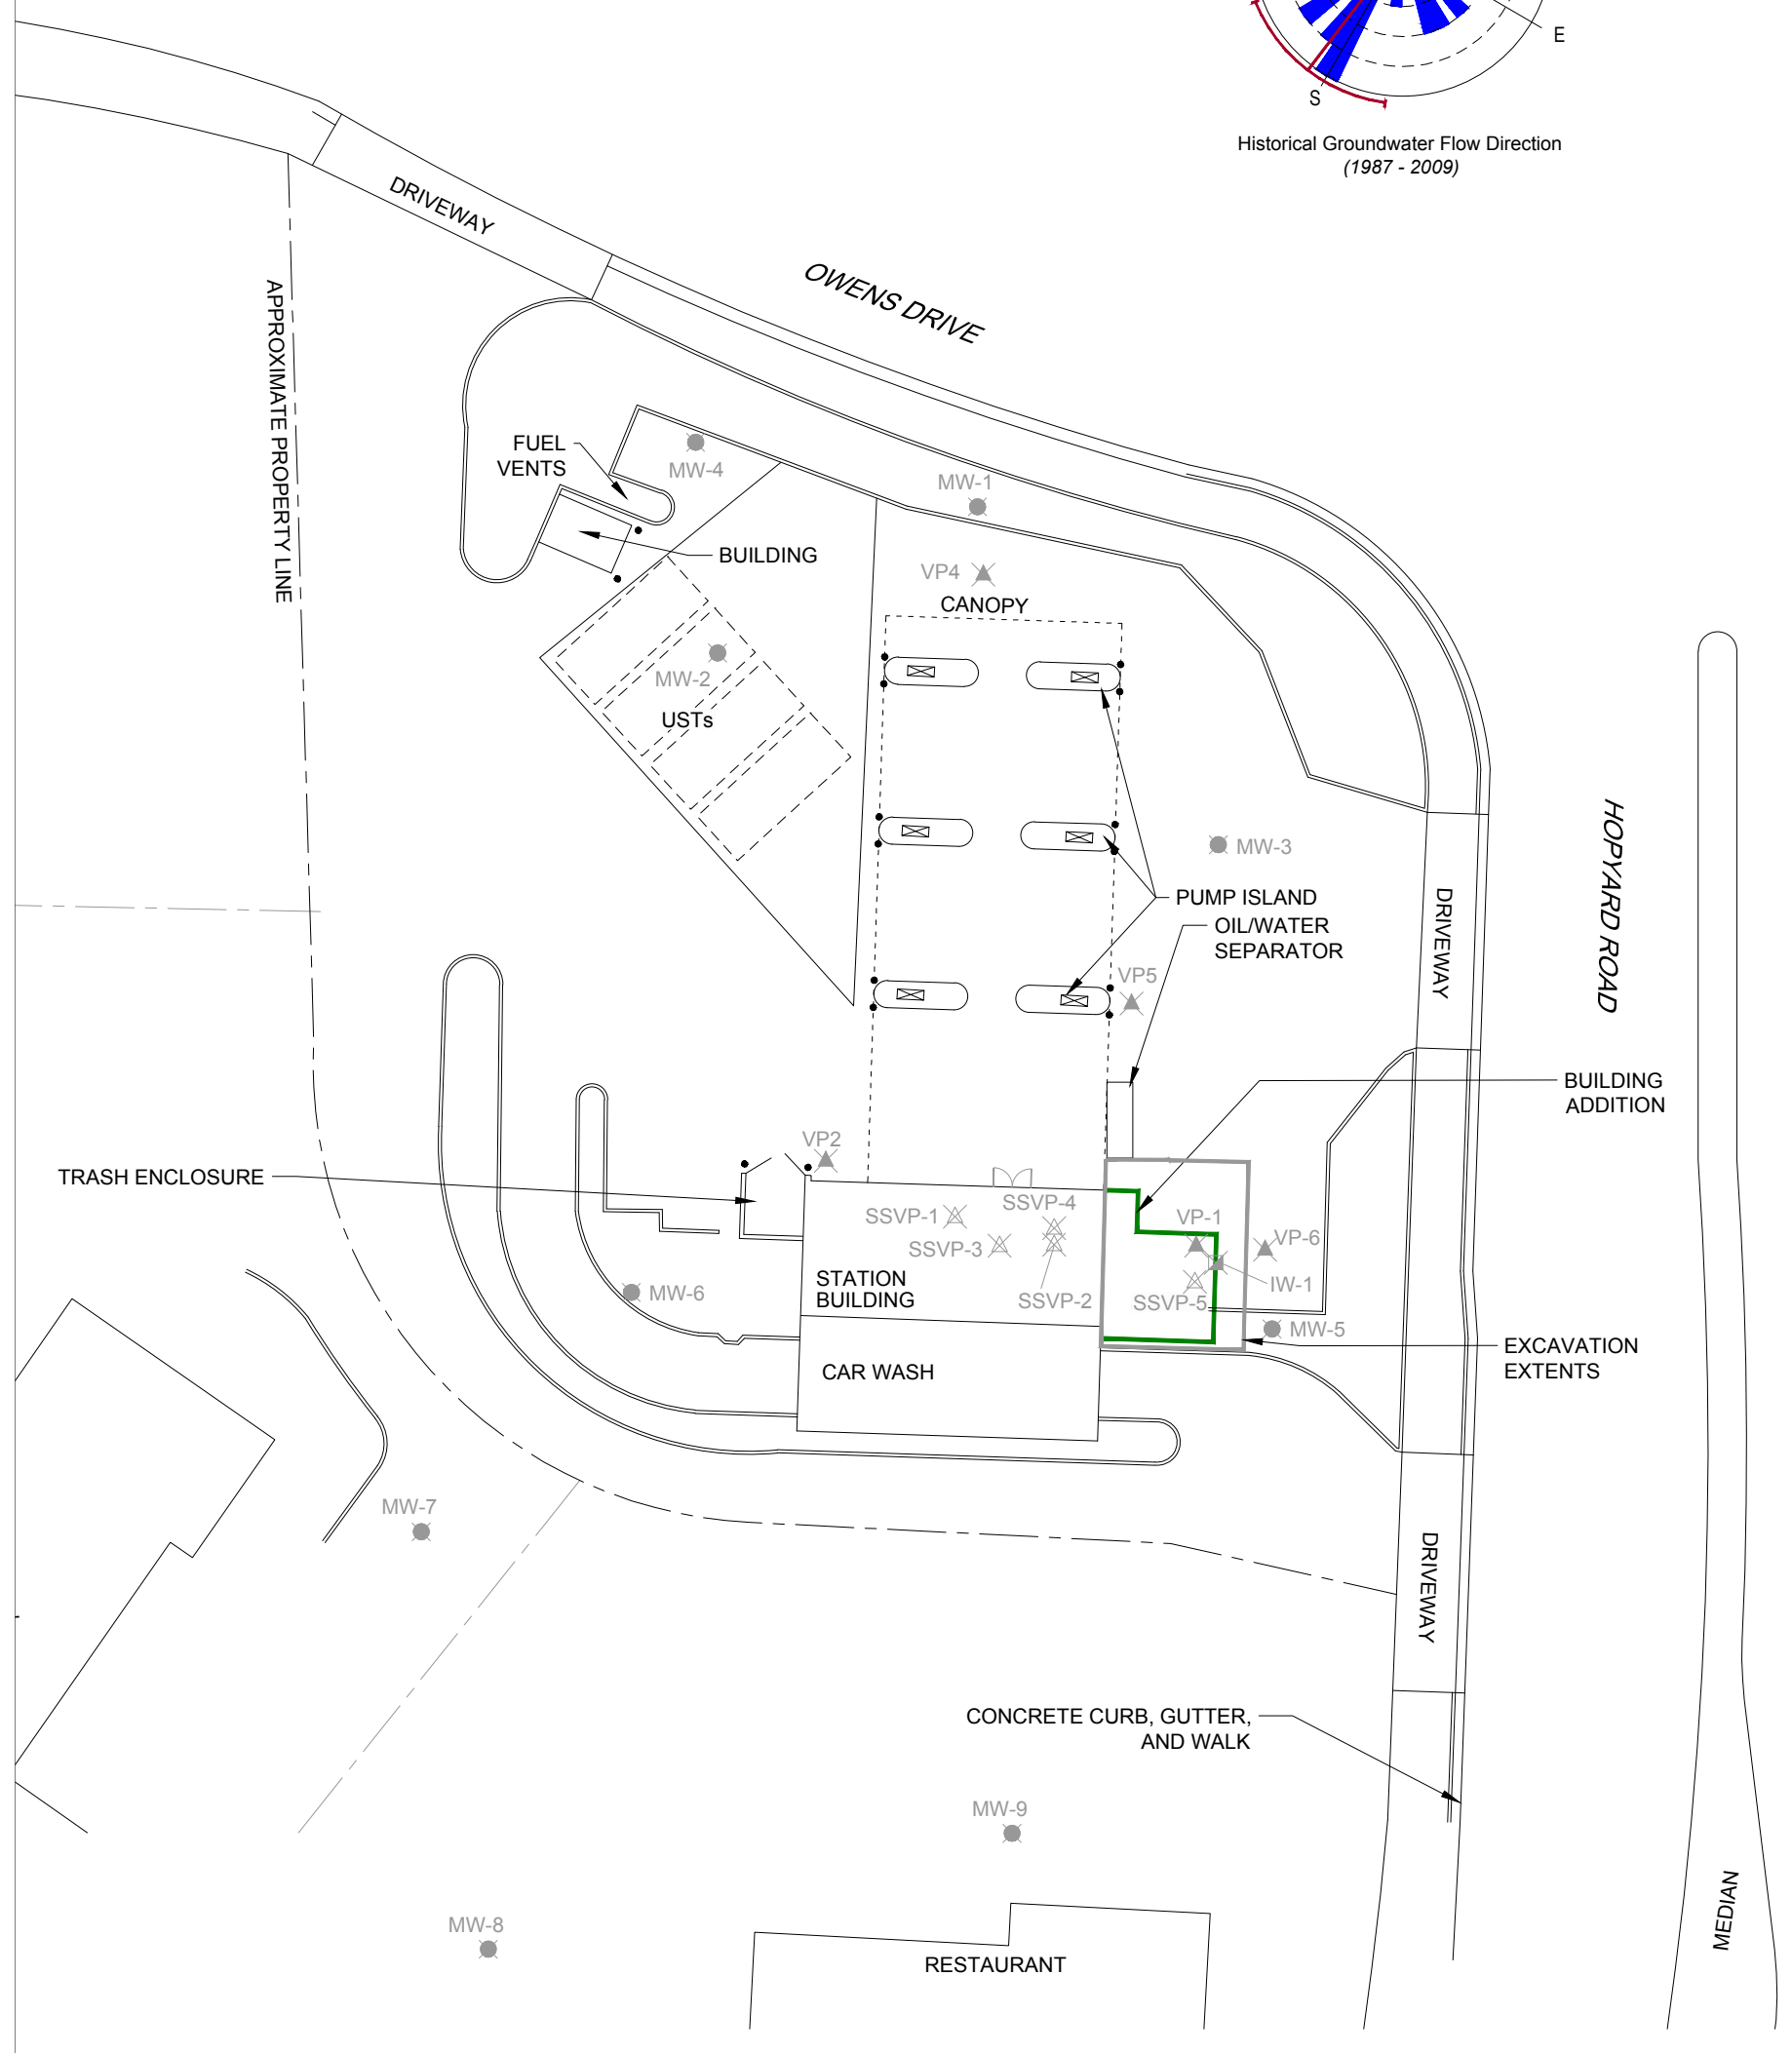 E
S
Historical Groundwater Flow Direction
(1987 - 2009)
DRIVEWAY
OWENS DRIVE
APPROXIMATE PROPERTY LINE
FUEL
VENTS
MW-4
MW-1
BUILDING
VP4
CANOPY
MW-2
USTs
MW-3
HOPYARD ROAD
PUMP ISLAND
DRIVEWAY
OIL/WATER
SEPARATOR
VP5
BUILDING
ADDITION
VP2
TRASH ENCLOSURE
SSVP-4
SSVP-1
VP-1
VP-6
SSVP-3
STATION
BUILDING
IW-1
MW-6
SSVP-2
SSVP-5
MW-5
EXCAVATION
EXTENTS
CAR WASH
MW-7
DRIVEWAY
CONCRETE CURB, GUTTER,
AND WALK
MW-9
MEDIAN
MW-8
RESTAURANT